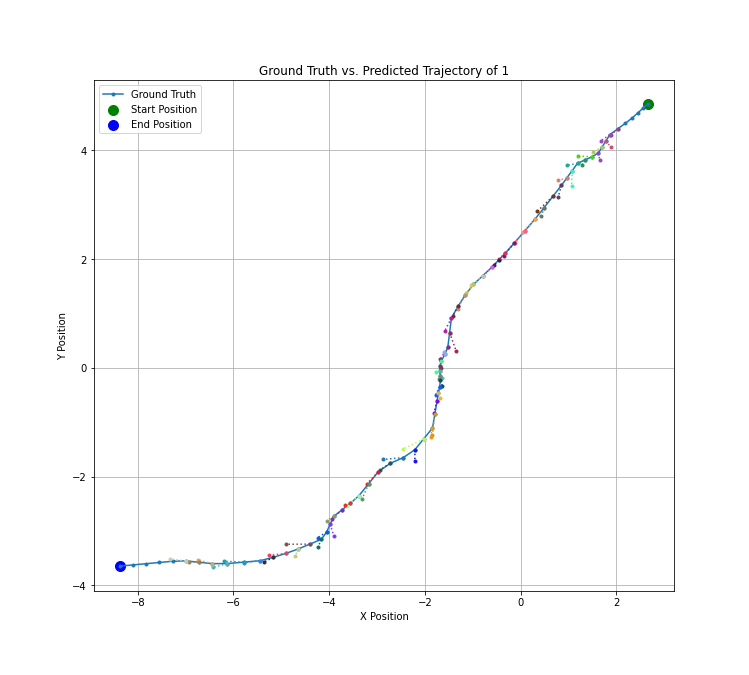 Ground Truth vs. Predicted Trajectory of 1
Ground Truth
Start Position
End Position
4
2
0
−2
−4
Y Position
−8 −6 −4 −2 0 2
X Position